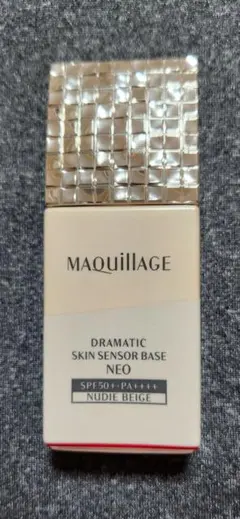 MAQuillAGE
DRAMATIC
SKIN SENSOR BASE
NEO
SPF50+・PA++++
NUDIE BEIGE